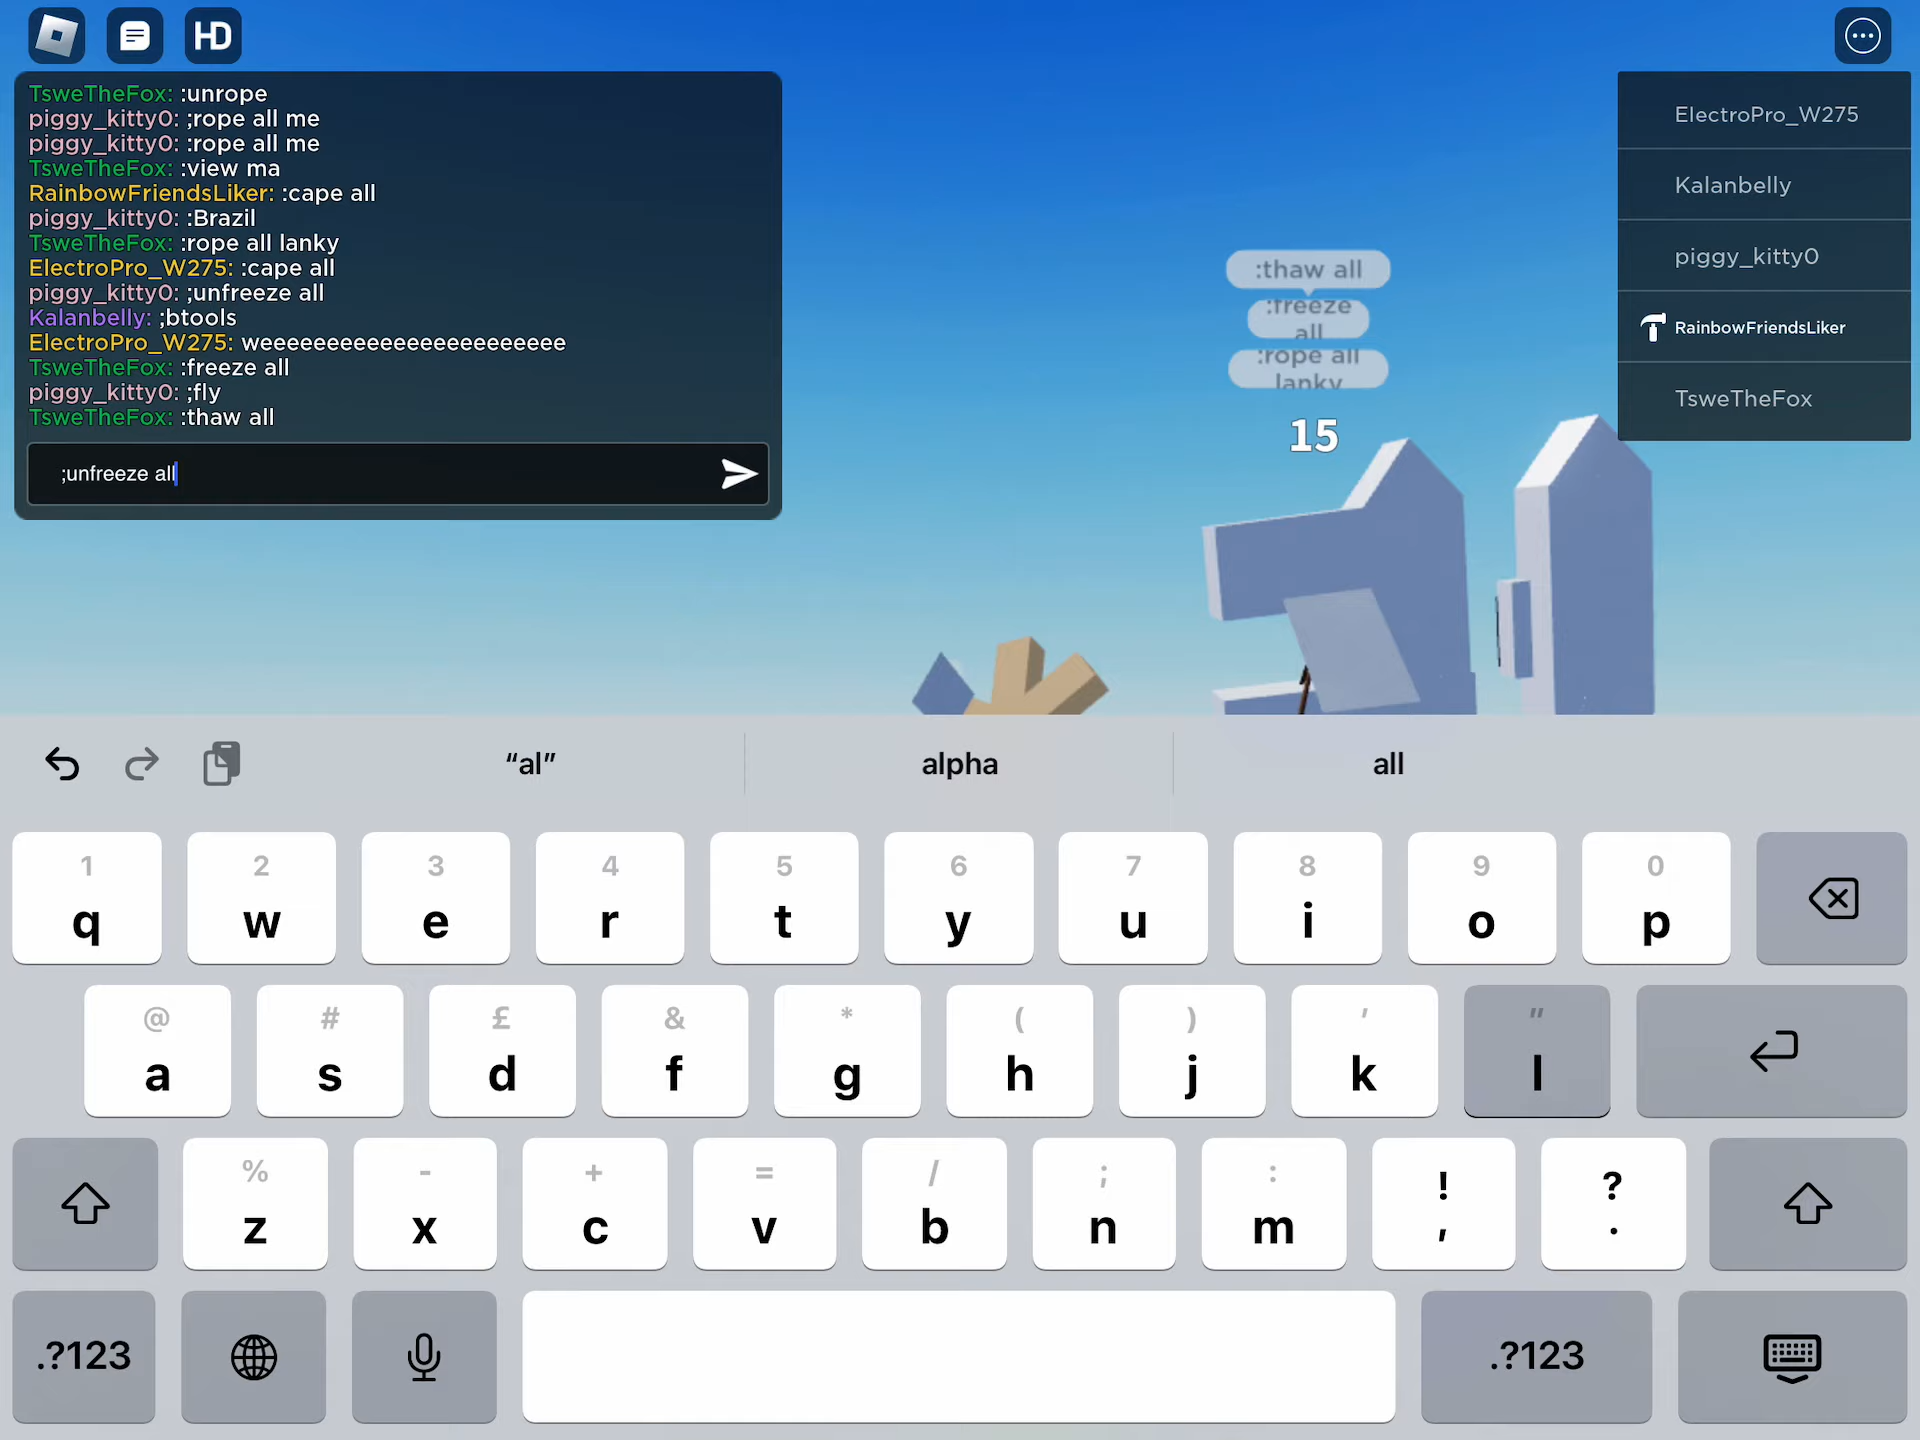 HD
TsweTheFox: :unrope
piggy_kitty0: ;rope all me
piggy_kitty0: :rope all me
TsweTheFox: :view ma
RainbowFriendsLiker: :cape all
piggy_kitty0: :Brazil
TsweTheFox: :rope all lanky
ElectroPro_W275: :cape all
piggy_kitty0: ;unfreeze all
Kalanbelly: ;btools
ElectroPro_W275: weeeeeeeeeeeeeeeeeeeeeee
TsweTheFox: :freeze all
piggy_kitty0: ;fly
TsweTheFox: :thaw all
;unfreeze all
ElectroPro_W275
Kalanbelly
piggy_kitty0
RainbowFriendsLiker
TsweTheFox
:thaw all
:freeze
all
:rope all
lanky
15
“al” alpha all
1 2 3 4 5 6 7 8 9 0
q w e r t y u i o p
@ # £ & * ( ) ' "
a s d f g h j k l
% - + = / ; : ! ?
z x c v b n m , .
.?123 .?123